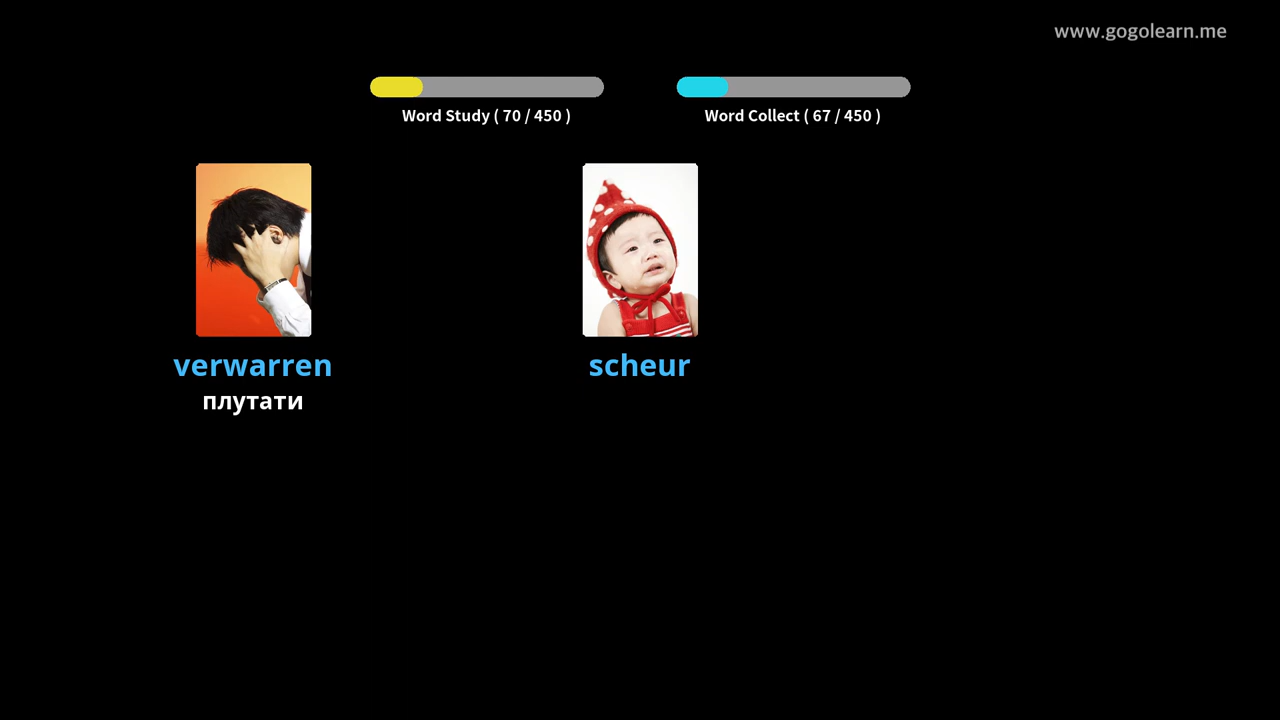 www.gogolearn.me
Word Study ( 70 / 450 )
Word Collect ( 67 / 450 )
verwarren
плутати
scheur